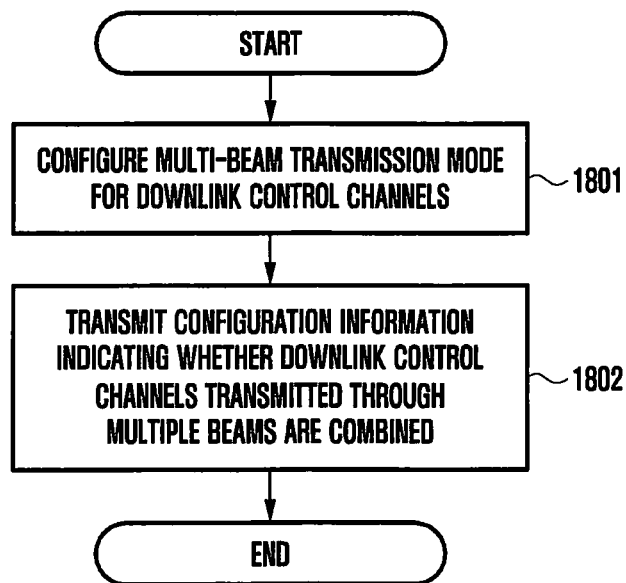 START
CONFIGURE MULTI-BEAM TRANSMISSION MODE
FOR DOWNLINK CONTROL CHANNELS
1801
TRANSMIT CONFIGURATION INFORMATION
INDICATING WHETHER DOWNLINK CONTROL
CHANNELS TRANSMITTED THROUGH
MULTIPLE BEAMS ARE COMBINED
1802
END